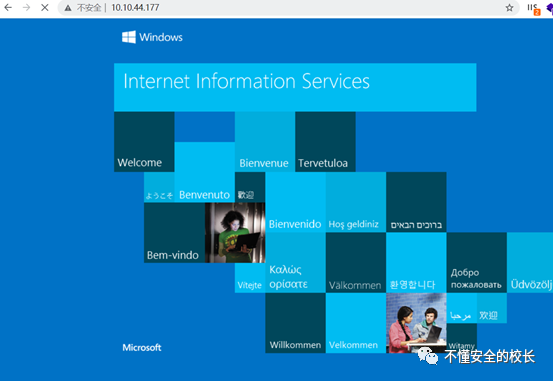 不安全 | 10.10.44.177
Windows
Internet Information Services
Welcome
Bienvenue
Tervetuloa
ようこそ
Benvenuto
歡迎
Bienvenido
Hoş geldiniz
ברוכים הבאים
Bem-vindo
Vítejte
Καλώς
ορίσατε
Välkommen
환영합니다
Добро
пожаловать
Üdvözölj
مرحبا
欢迎
Willkommen
Velkommen
Witamy
Microsoft
不懂安全的校长